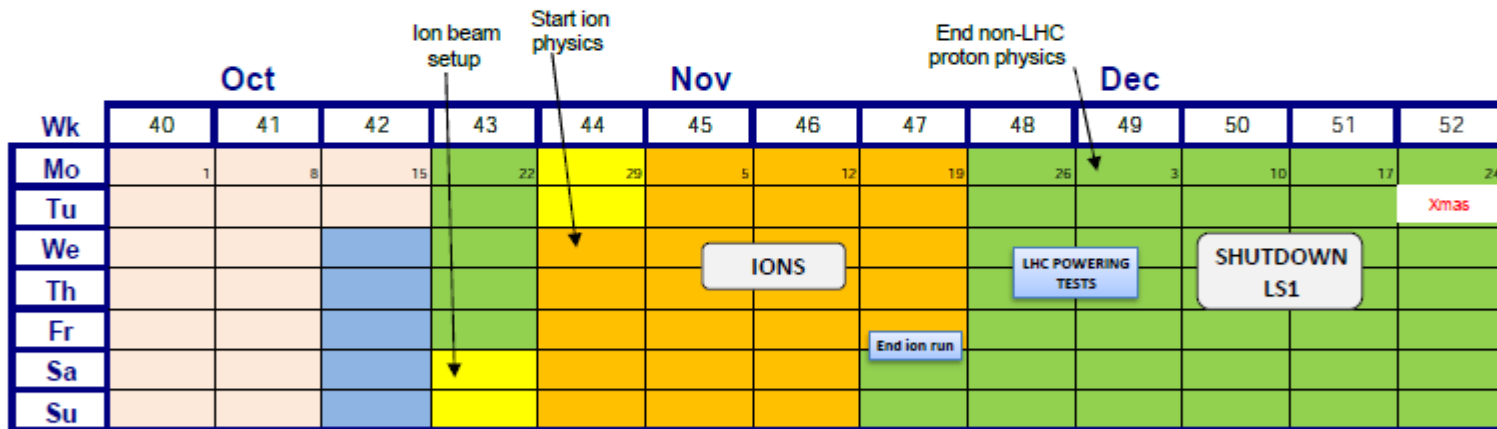 Ion beam
setup
Start ion
physics
End non-LHC
proton physics
Oct Nov Dec
Wk 40 41 42 43 44 45 46 47 48 49 50 51 52
Mo 1 8 15 22 29 5 12 19 26 3 10 17 24
Tu Xmas
We
Th
Fr
Sa
Su
IONS
End ion run
LHC POWERING
TESTS
SHUTDOWN
LS1